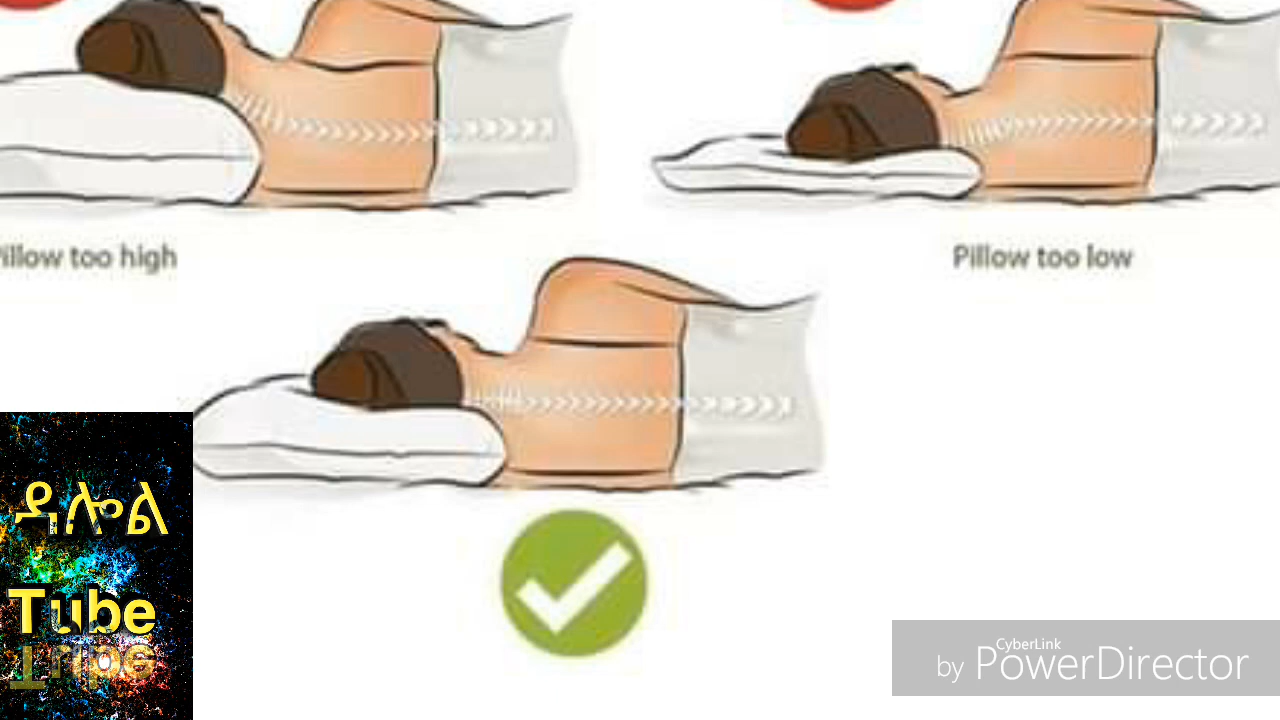 Pillow too high
Pillow too low
ዳሎል
Tube
CyberLink
by PowerDirector